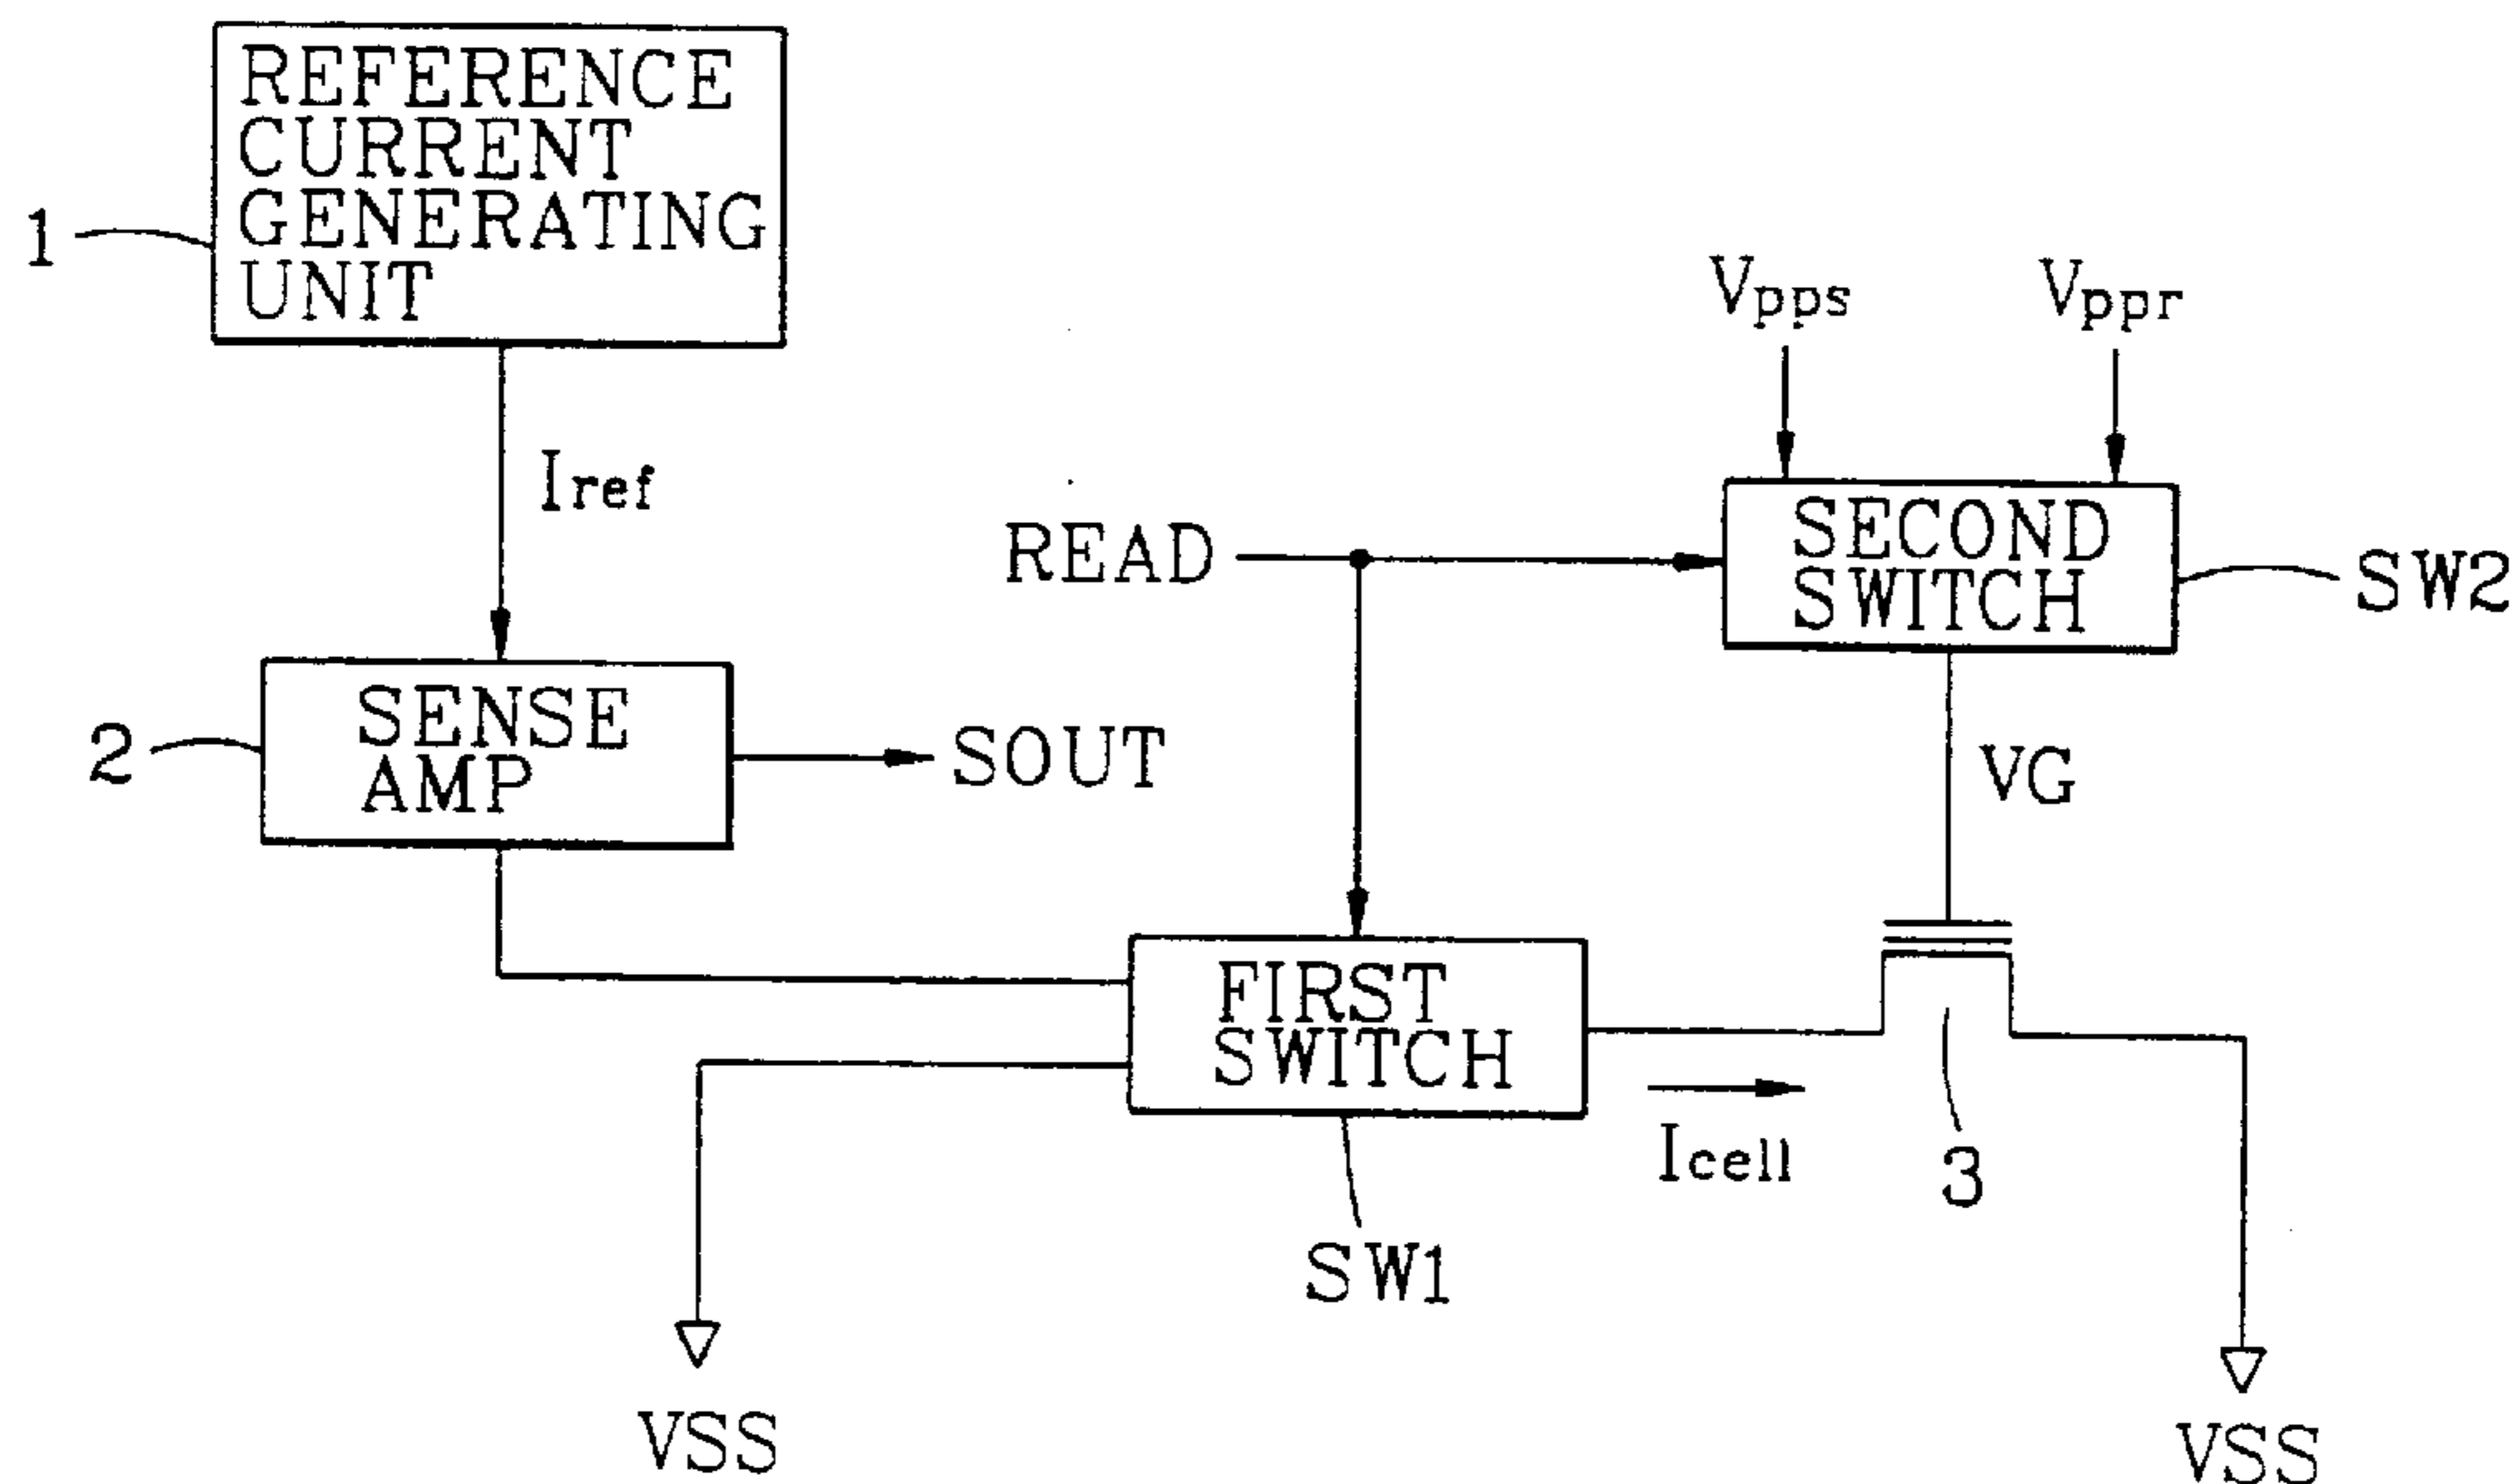 REFERENCE
CURRENT
GENERATING
UNIT
1
Vpps
Vppr
Iref
READ
SECOND
SWITCH
SW2
SENSE
AMP
2
SOUT
VG
FIRST
SWITCH
Icell
3
SW1
VSS
VSS